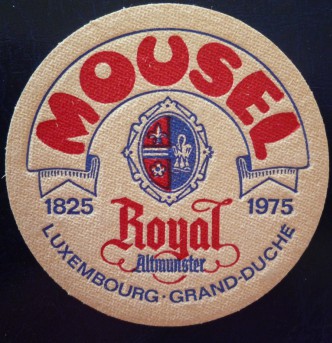 MOUSEL
1825 1975
Royal
Altmunster
LUXEMBOURG · GRAND-DUCHE